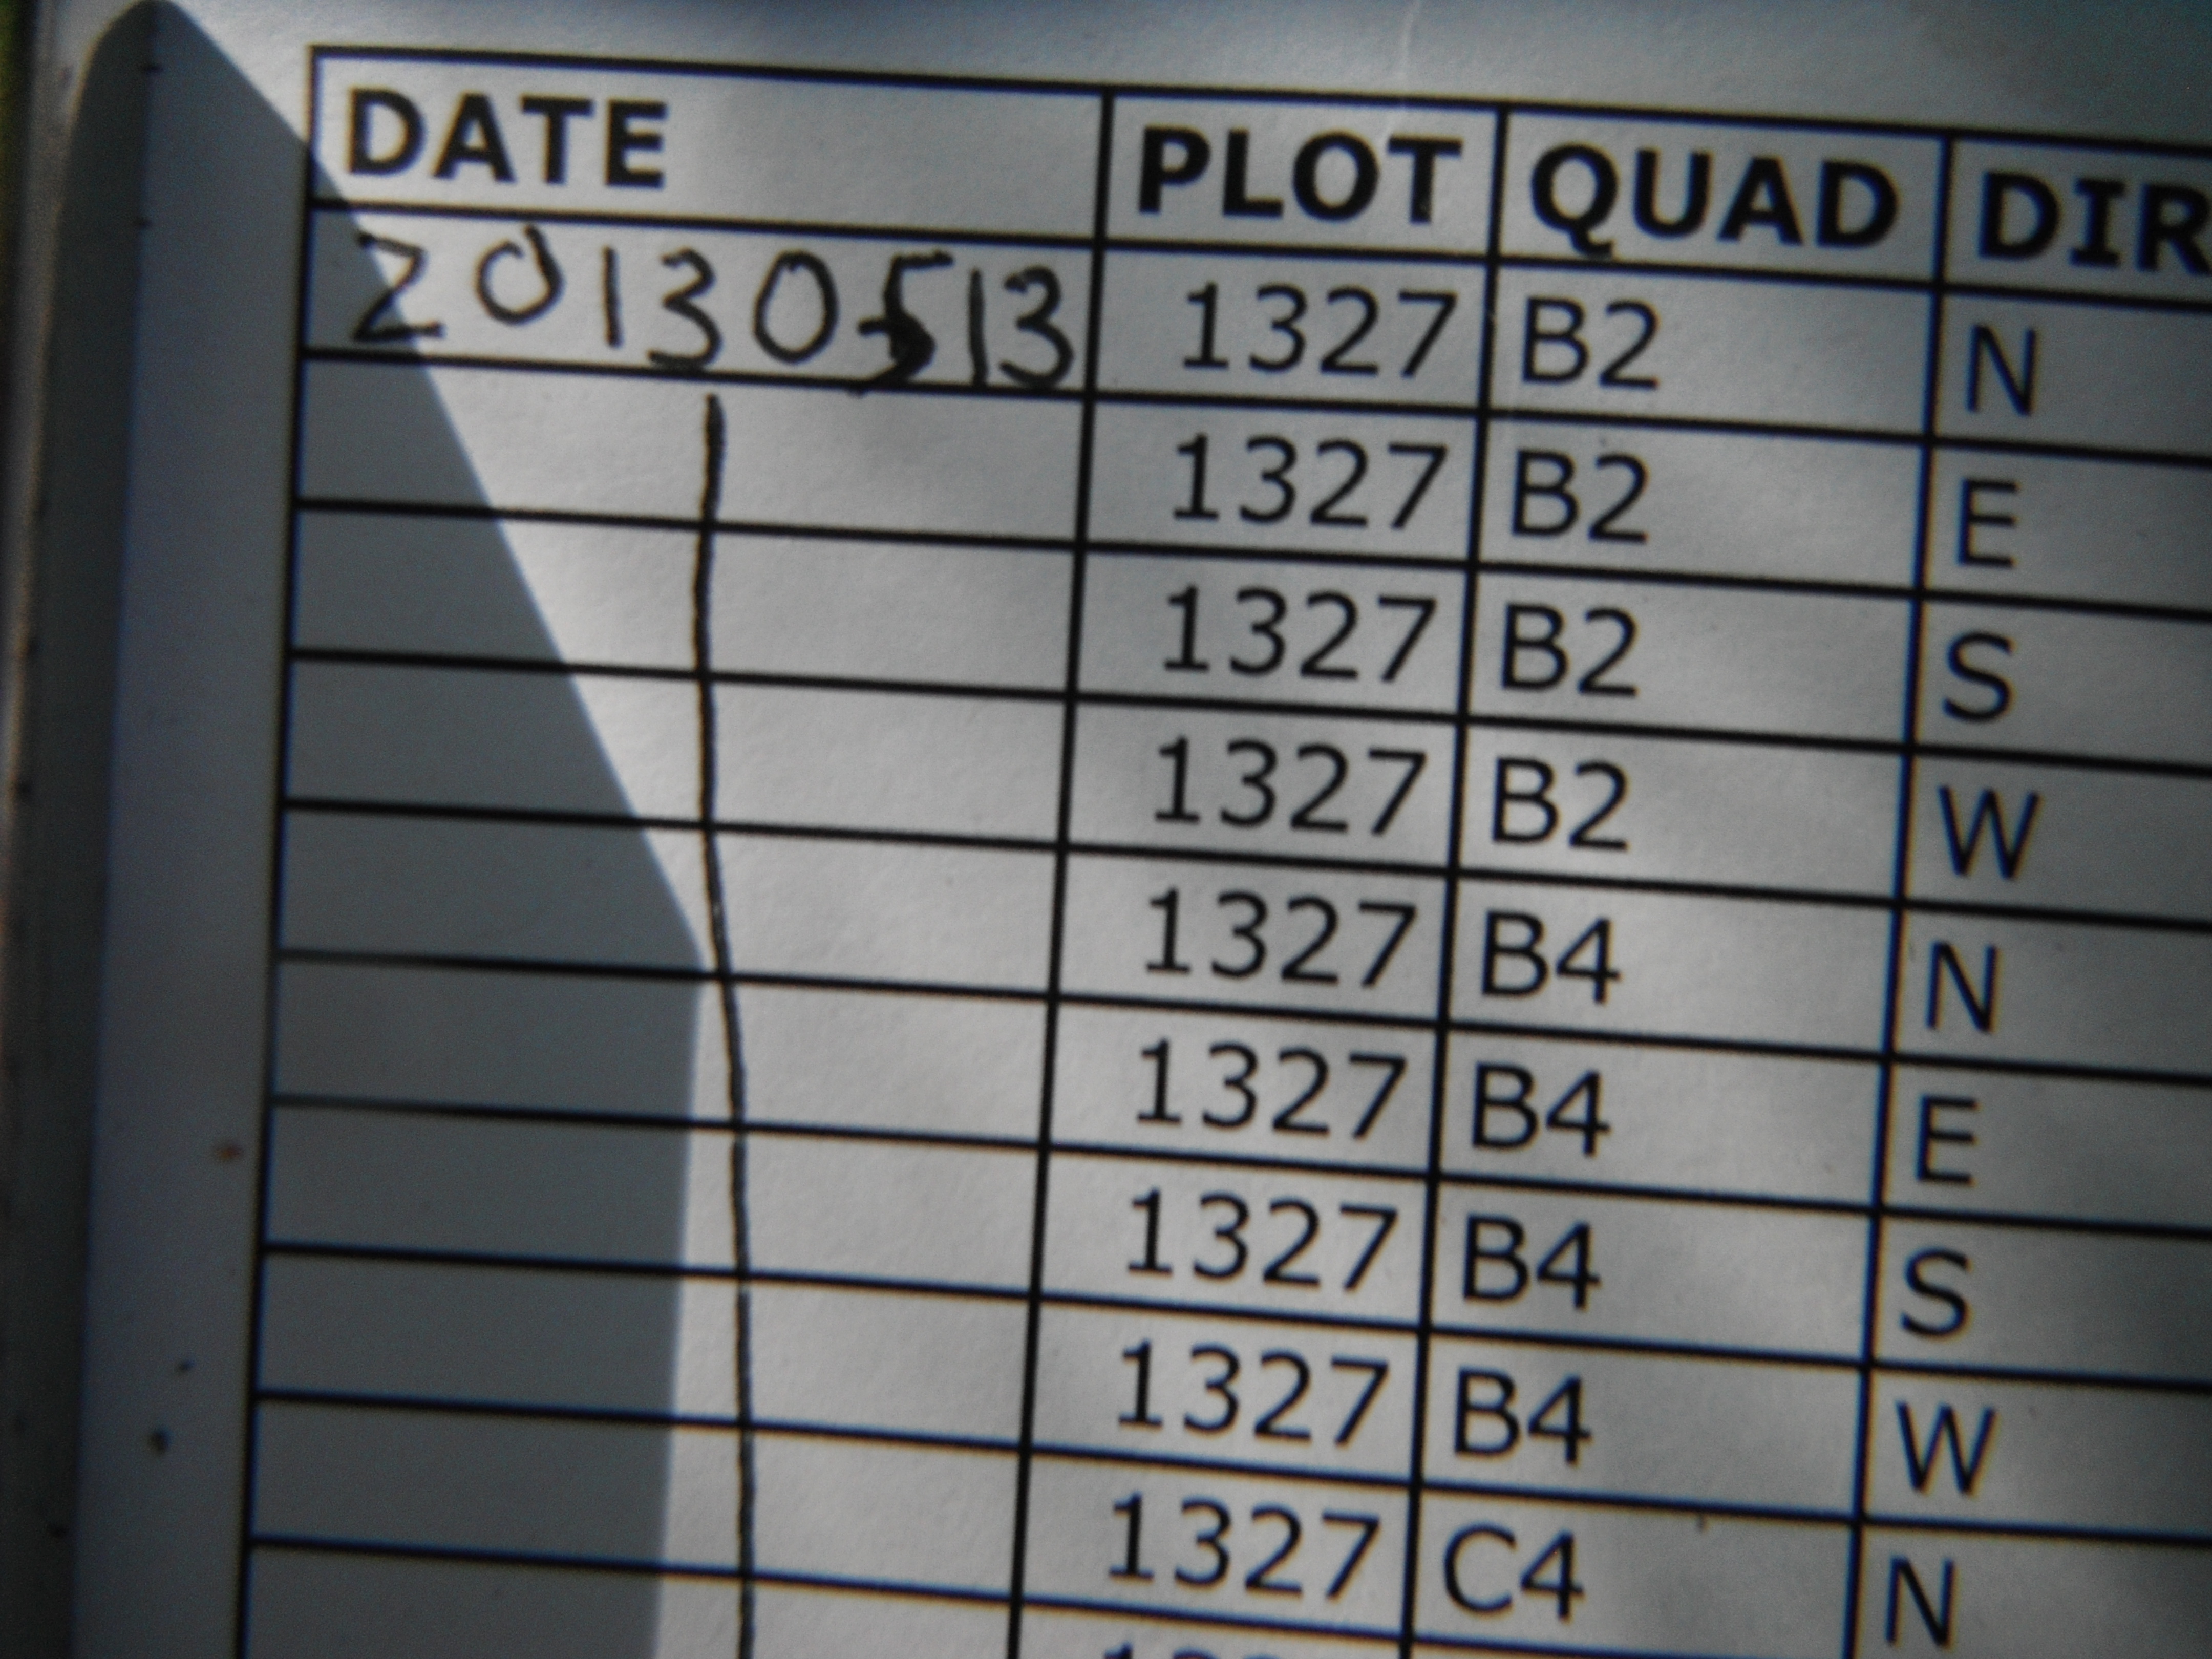 DATE PLOT QUAD DIR
20130513 1327 B2 N
1327 B2 E
1327 B2 S
1327 B2 W
1327 B4 N
1327 B4 E
1327 B4 S
1327 B4 W
1327 C4 N